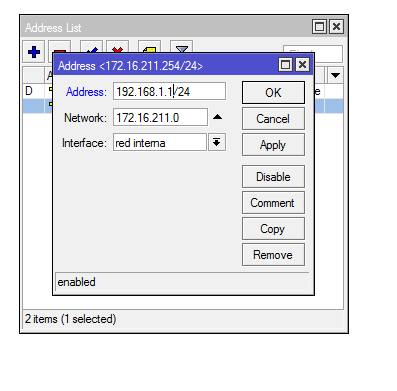 Address List
Address <172.16.211.254/24>
Address: 192.168.1.1/24
OK
Network: 172.16.211.0
Cancel
Interface: red interna
Apply
D
Disable
Comment
Copy
Remove
enabled
2 items (1 selected)